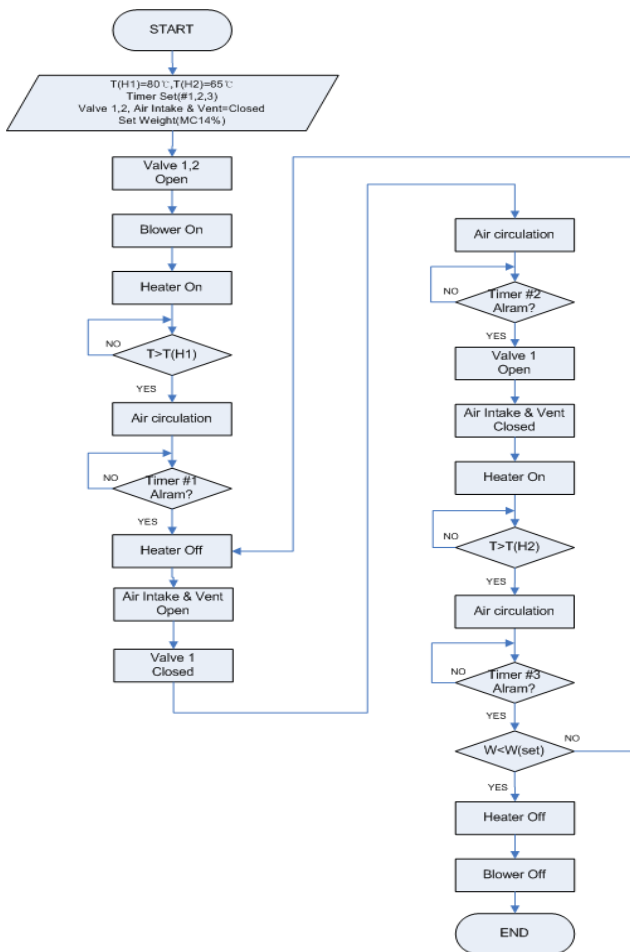 START
T(H1)=80℃,T(H2)=65℃
Timer Set(#1,2,3)
Valve 1,2, Air Intake & Vent=Closed
Set Weight(MC14%)
Valve 1,2
Open
Blower On
Heater On
NO
T>T(H1)
YES
Air circulation
NO
Timer #1
Alram?
YES
Heater Off
Air Intake & Vent
Open
Valve 1
Closed
Air circulation
NO
Timer #2
Alram?
YES
Valve 1
Open
Air Intake & Vent
Closed
Heater On
NO
T>T(H2)
YES
Air circulation
NO
Timer #3
Alram?
YES
W<W(set)
NO
YES
Heater Off
Blower Off
END